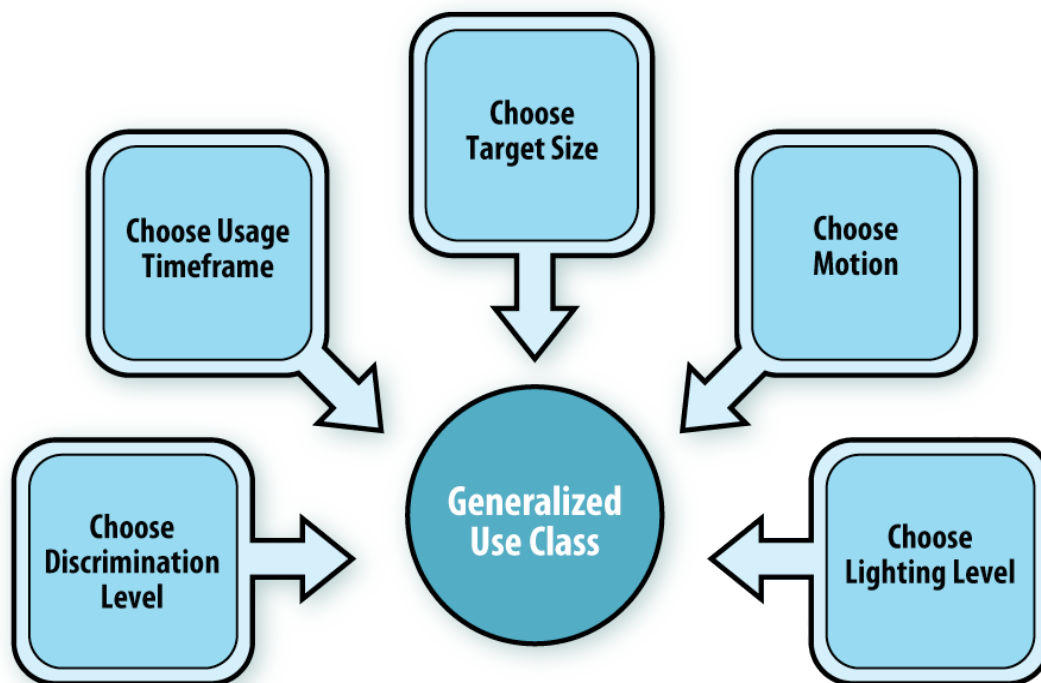 Choose
Target Size
Choose Usage
Timeframe
Choose
Motion
Choose
Discrimination
Level
Generalized
Use Class
Choose
Lighting Level